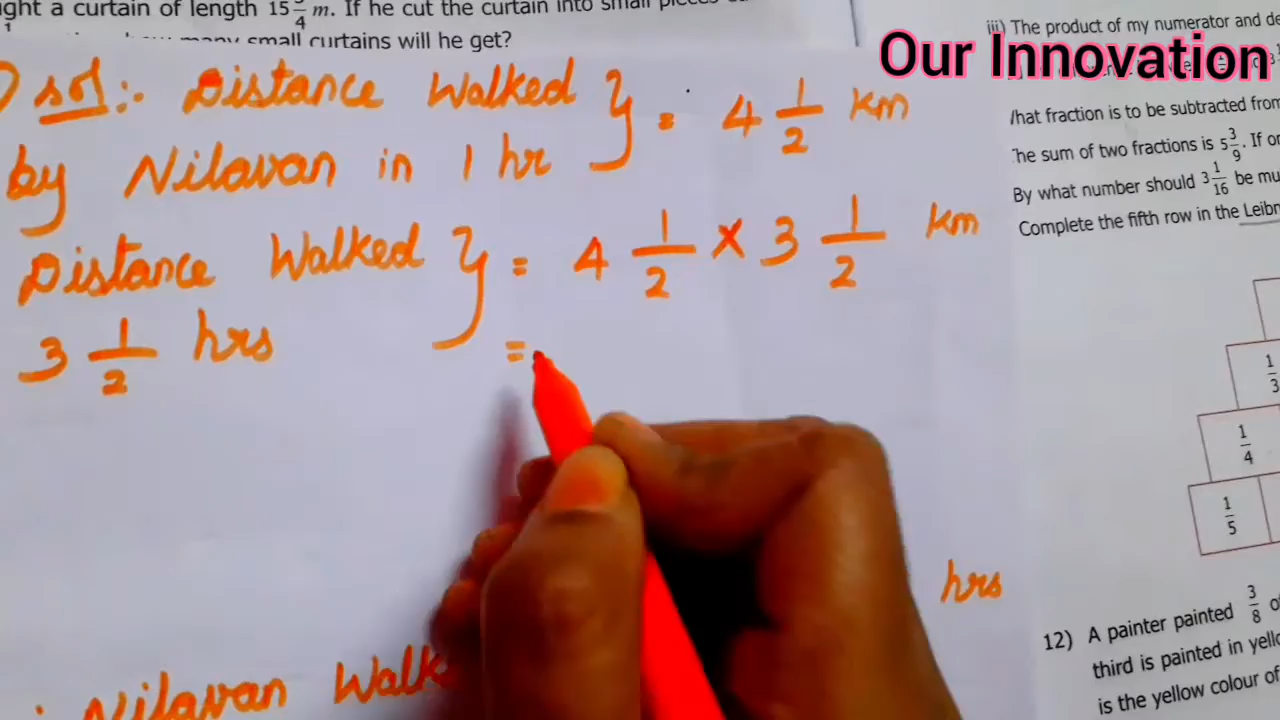 ght a curtain of length 15 3/4 m. If he cut the curtain into small pieces
many small curtains will he get?
Our Innovation
sol:- Distance Walked } = 4 1/2 km
by Nilavan in 1 hr
Distance Walked } = 4 1/2 × 3 1/2 km
3 1/2 hrs
=
hrs
Nilavan Walk
iii) The product of my numerator and de
hat fraction is to be subtracted from
he sum of two fractions is 5 3/9. If on
By what number should 3 1/16 be mu
Complete the fifth row in the Leibn
1/3
1/4
1/5
12) A painter painted 3/8 of
third is painted in yello
is the yellow colour of